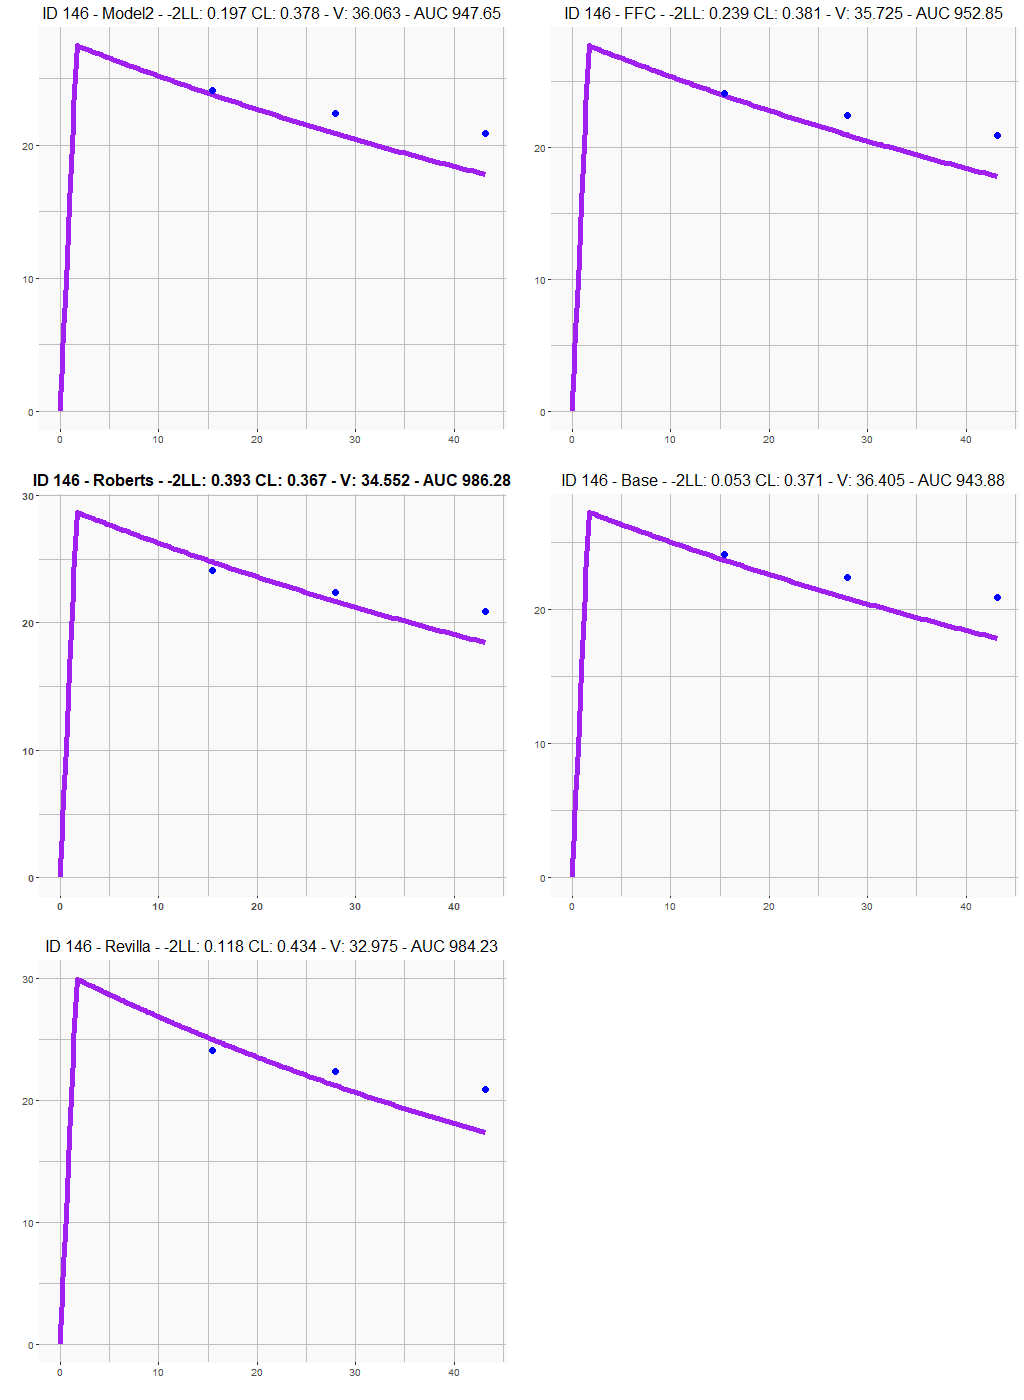 ID 146 - Model2 - -2LL: 0.197 CL: 0.378 - V: 36.063 - AUC 947.65
20
10
0
0 10 20 30 40
ID 146 - FFC - -2LL: 0.239 CL: 0.381 - V: 35.725 - AUC 952.85
20
10
0
0 10 20 30 40
ID 146 - Roberts - -2LL: 0.393 CL: 0.367 - V: 34.552 - AUC 986.28
30
20
10
0
0 10 20 30 40
ID 146 - Base - -2LL: 0.053 CL: 0.371 - V: 36.405 - AUC 943.88
20
10
0
0 10 20 30 40
ID 146 - Revilla - -2LL: 0.118 CL: 0.434 - V: 32.975 - AUC 984.23
30
20
10
0
0 10 20 30 40